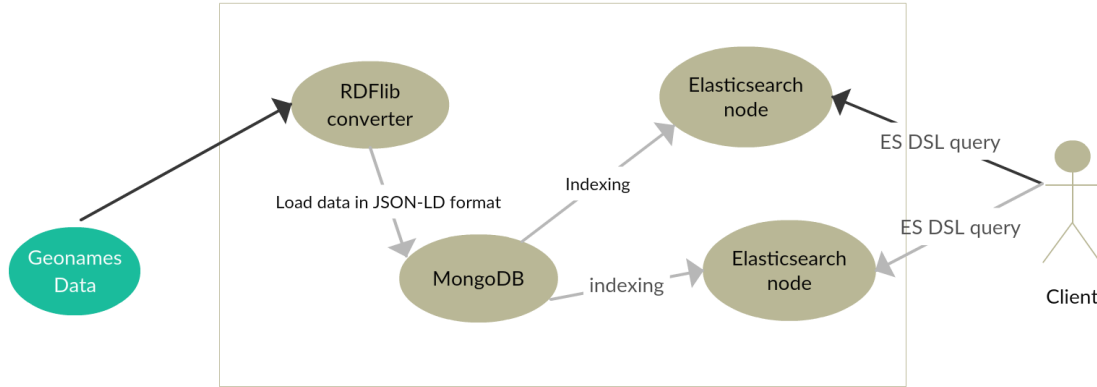 RDFlib
converter
Elasticsearch
node
ES DSL query
Load data in JSON-LD format
Indexing
Geonames
Data
MongoDB
indexing
Elasticsearch
node
ES DSL query
Client